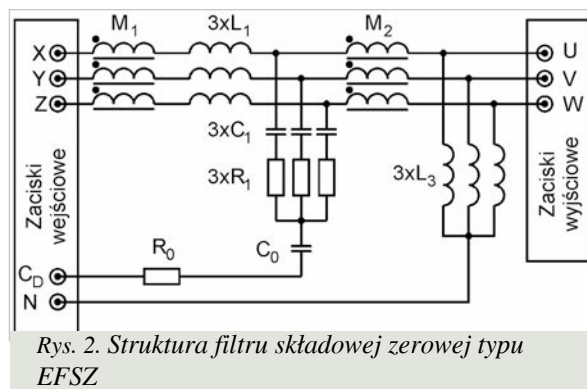 M1 3xL1 M2
X U
Y V
Z W
3xC1
3xR1 3xL3
Zaciski wejściowe
Zaciski wyjściowe
C0
R0
CD
N
Rys. 2. Struktura filtru składowej zerowej typu
EFSZ